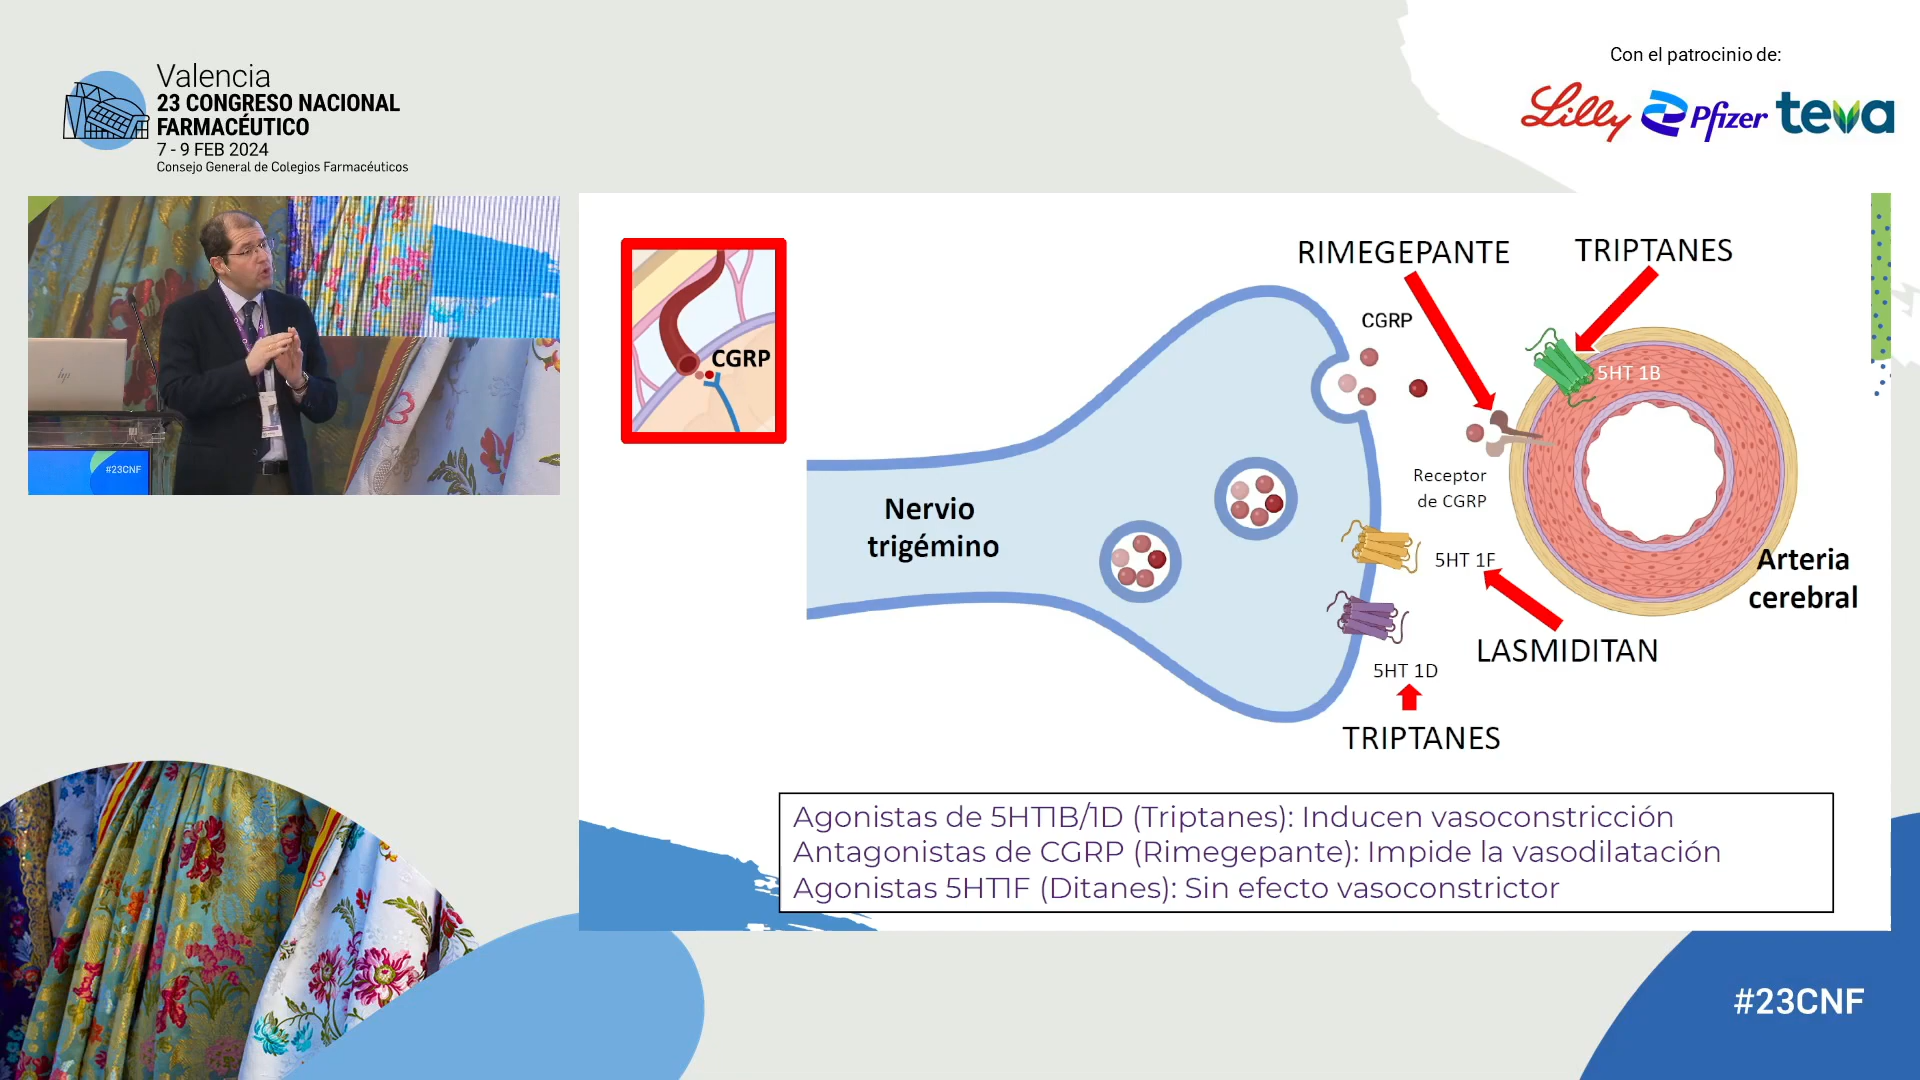 Valencia
23 CONGRESO NACIONAL
FARMACÉUTICO
7 - 9 FEB 2024
Consejo General de Colegios Farmacéuticos
Con el patrocinio de:
Lilly Pfizer teva
hp
#23CNF
CGRP
RIMEGEPANTE
TRIPTANES
CGRP
5HT 1B
Receptor
de CGRP
Nervio
trigémino
5HT 1F
Arteria
cerebral
LASMIDITAN
5HT 1D
TRIPTANES
Agonistas de 5HT1B/1D (Triptanes): Inducen vasoconstricción
Antagonistas de CGRP (Rimegepante): Impide la vasodilatación
Agonistas 5HT1F (Ditanes): Sin efecto vasoconstrictor
#23CNF